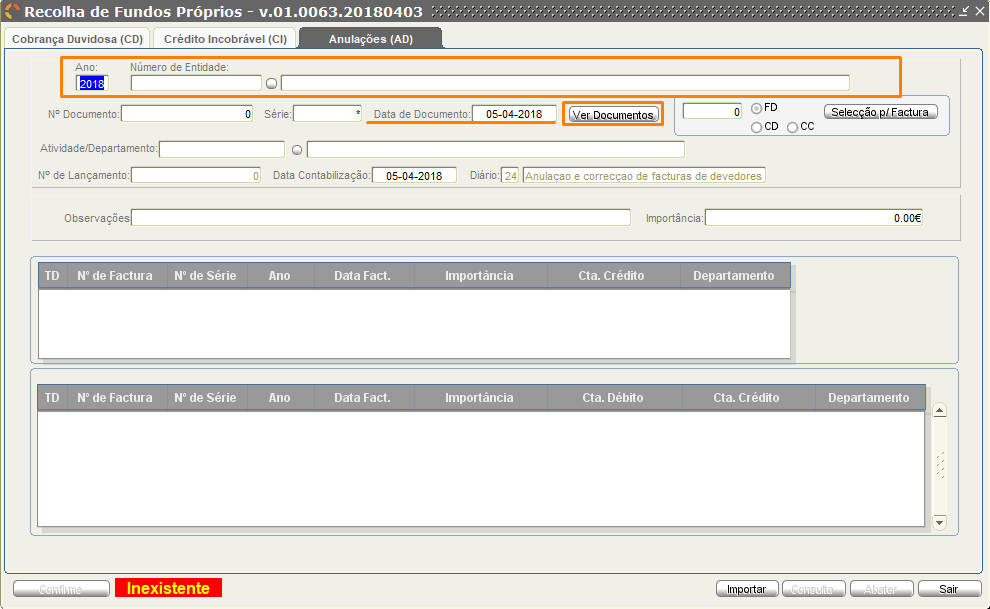 Recolha de Fundos Próprios - v.01.0063.20180403
Cobrança Duvidosa (CD) Crédito Incobrável (CI) Anulações (AD)
Ano: Número de Entidade:
2018
Nº Documento: 0 Série: * Data de Documento: 05-04-2018 Ver Documentos 0 FD Selecção p/ Factura
CD CC
Atividade/Departamento:
Nº de Lançamento: 0 Data Contabilização: 05-04-2018 Diário: 24 Anulaçao e correcçao de facturas de devedores
Observações Importância: 0.00€
TD Nº de Factura Nº de Série Ano Data Fact. Importância Cta. Crédito Departamento
TD Nº de Factura Nº de Série Ano Data Fact. Importância Cta. Débito Cta. Crédito Departamento
Confirme Inexistente Importar Consulta Abater Sair